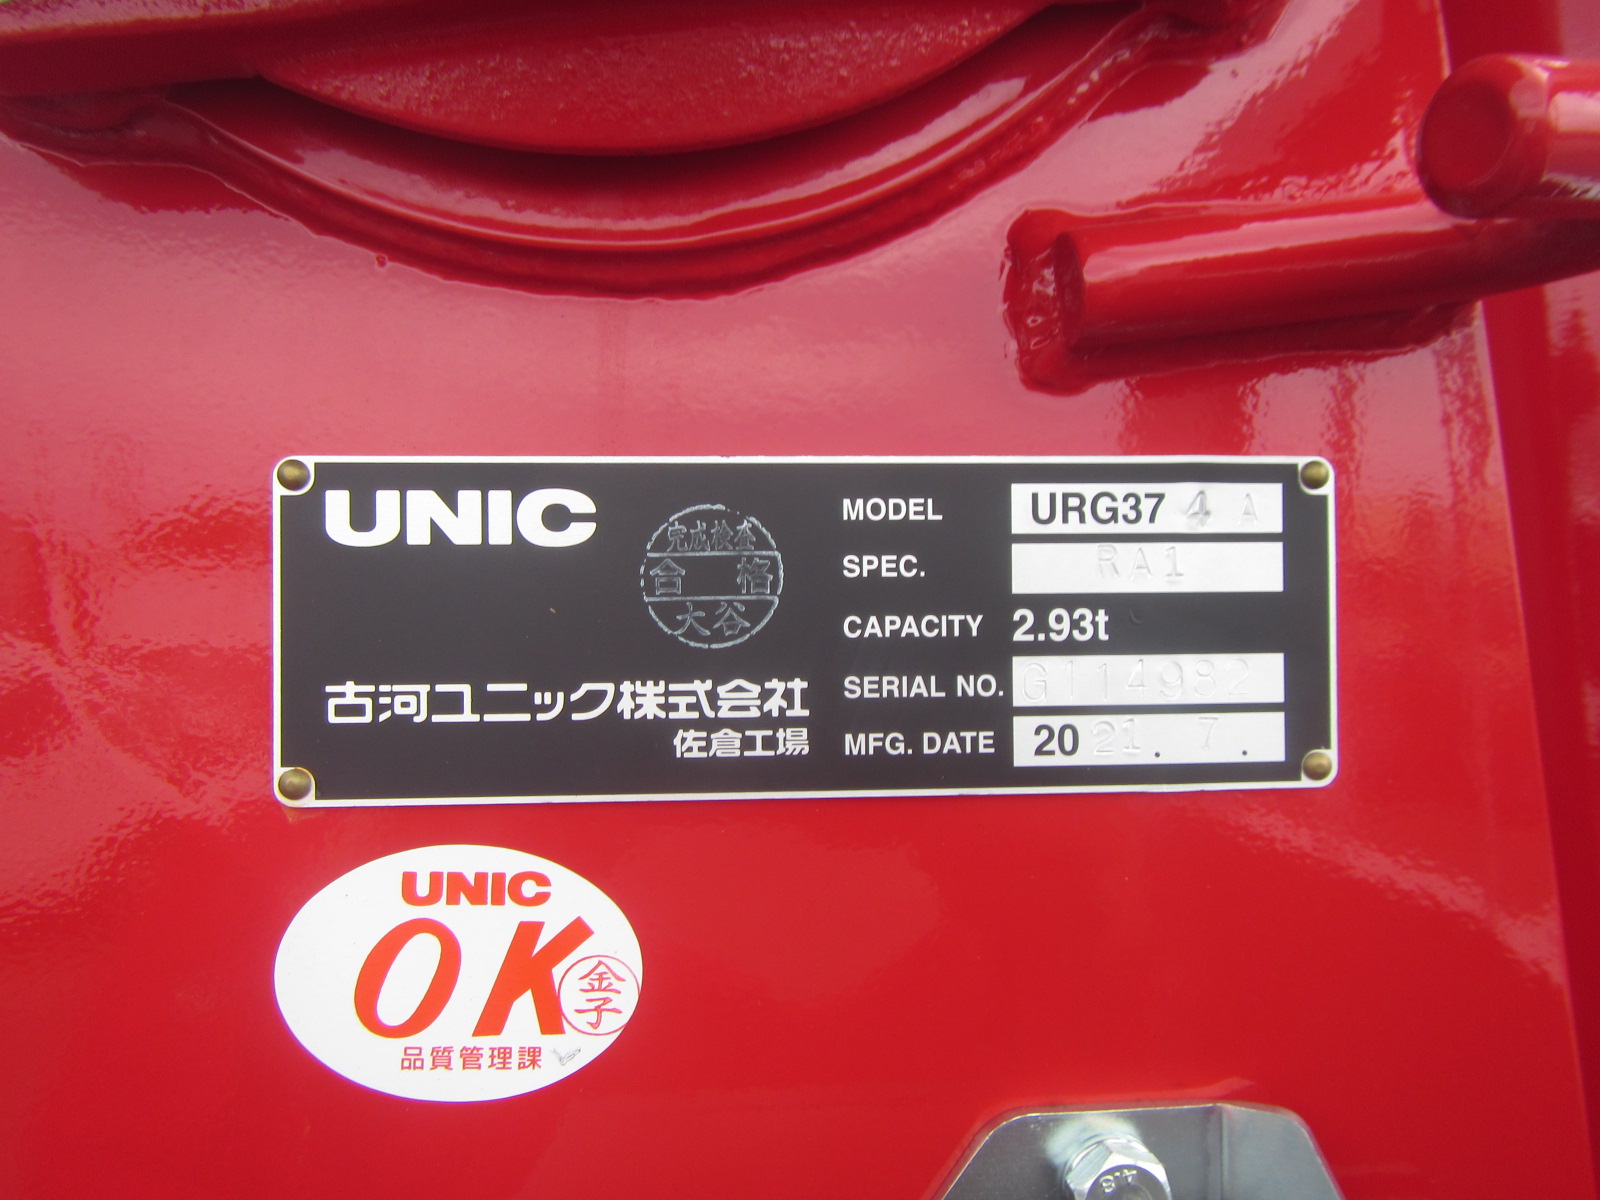 UNIC
完成検査
合格
大谷
古河ユニック株式会社
佐倉工場
MODEL URG374A
SPEC. RA1
CAPACITY 2.93t
SERIAL NO. G114982
MFG. DATE 2021. 7.
UNIC
OK
金子
品質管理課
4.8